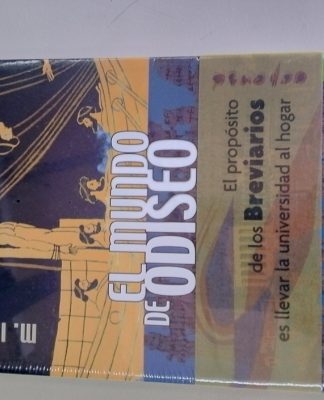 M.
EL MUNDO
DE ODISEO
El propósito
de los Breviarios
es llevar la universidad al hogar